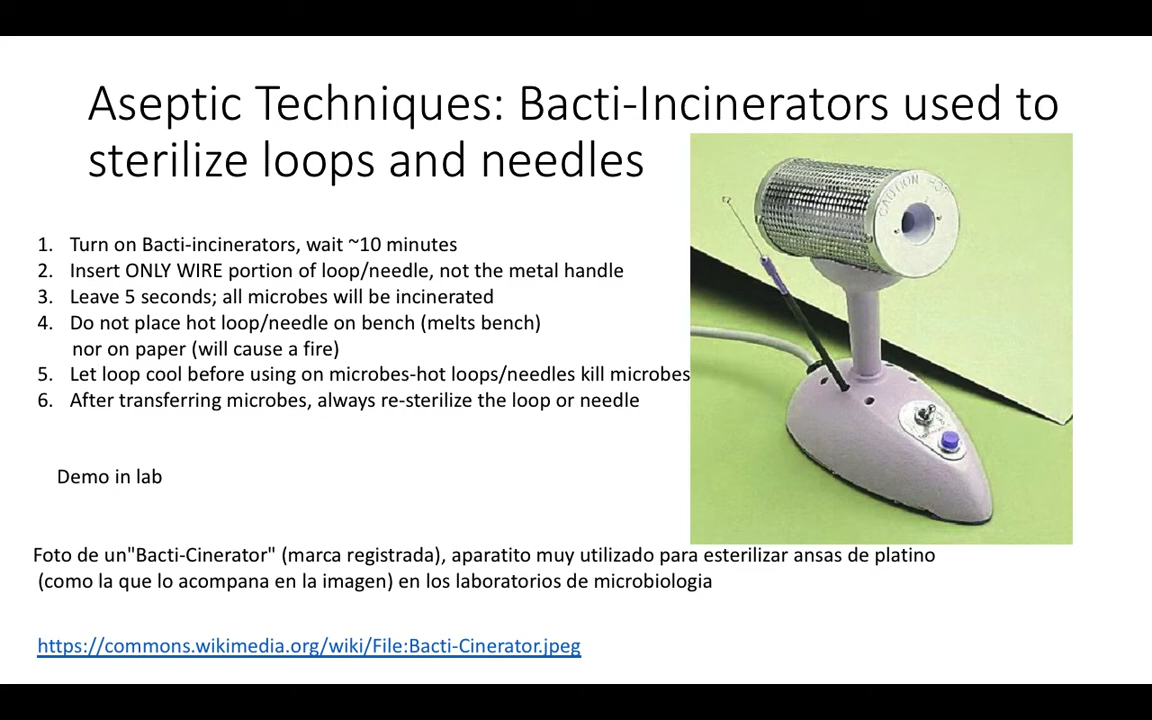 Aseptic Techniques: Bacti-Incinerators used to
sterilize loops and needles
1. Turn on Bacti-incinerators, wait ~10 minutes
2. Insert ONLY WIRE portion of loop/needle, not the metal handle
3. Leave 5 seconds; all microbes will be incinerated
4. Do not place hot loop/needle on bench (melts bench)
nor on paper (will cause a fire)
5. Let loop cool before using on microbes-hot loops/needles kill microbes
6. After transferring microbes, always re-sterilize the loop or needle
CAUTION
Demo in lab
Foto de un"Bacti-Cinerator" (marca registrada), aparatito muy utilizado para esterilizar ansas de platino
(como la que lo acompana en la imagen) en los laboratorios de microbiologia
https://commons.wikimedia.org/wiki/File:Bacti-Cinerator.jpeg